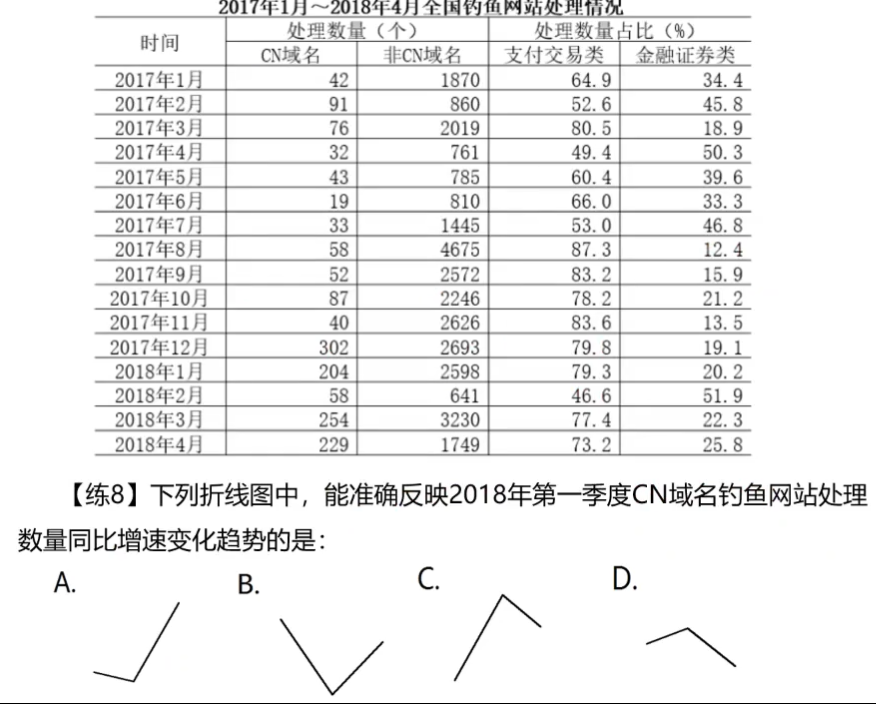 2017年1月～2018年4月全国钓鱼网站处理情况
时间 处理数量（个） 处理数量占比（%）
CN域名 非CN域名 支付交易类 金融证券类
2017年1月 42 1870 64.9 34.4
2017年2月 91 860 52.6 45.8
2017年3月 76 2019 80.5 18.9
2017年4月 32 761 49.4 50.3
2017年5月 43 785 60.4 39.6
2017年6月 19 810 66.0 33.3
2017年7月 33 1445 53.0 46.8
2017年8月 58 4675 87.3 12.4
2017年9月 52 2572 83.2 15.9
2017年10月 87 2246 78.2 21.2
2017年11月 40 2626 83.6 13.5
2017年12月 302 2693 79.8 19.1
2018年1月 204 2598 79.3 20.2
2018年2月 58 641 46.6 51.9
2018年3月 254 3230 77.4 22.3
2018年4月 229 1749 73.2 25.8
【练8】下列折线图中，能准确反映2018年第一季度CN域名钓鱼网站处理
数量同比增速变化趋势的是：
A. B. C. D.